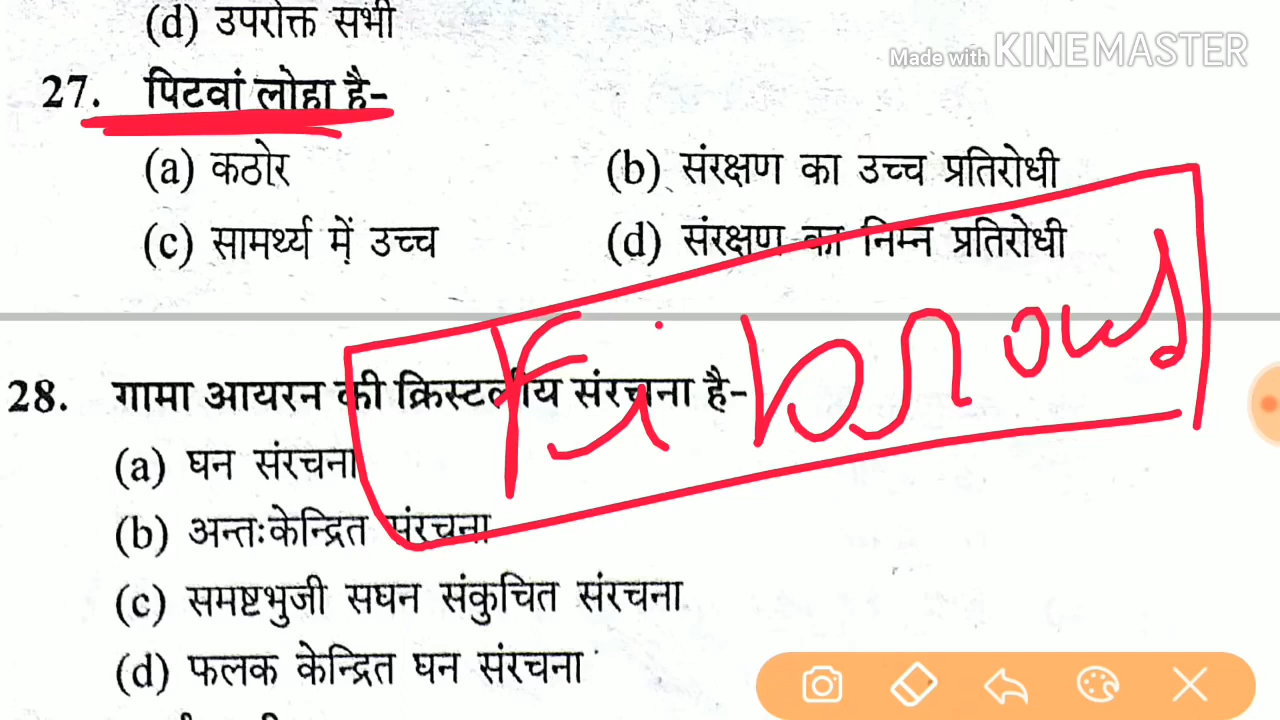 (d) उपरोक्त सभी
Made with KINEMASTER
27. पिटवां लोहा है-
(a) कठोर (b) संरक्षण का उच्च प्रतिरोधी
(c) सामर्थ्य में उच्च (d) संरक्षण का निम्न प्रतिरोधी
Fibrous
28. गामा आयरन की क्रिस्टलीय संरचना है-
(a) घन संरचना
(b) अन्तःकेन्द्रित संरचना
(c) समष्टभुजी सघन संकुचित संरचना
(d) फलक केन्द्रित घन संरचना